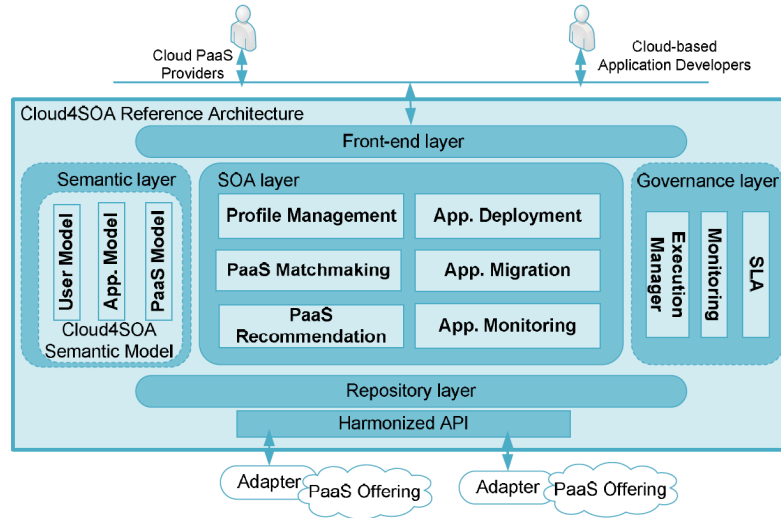 Cloud PaaS
Providers
Cloud-based
Application Developers
Cloud4SOA Reference Architecture
Front-end layer
Semantic layer
User Model
App. Model
PaaS Model
Cloud4SOA
Semantic Model
SOA layer
Profile Management
App. Deployment
PaaS Matchmaking
App. Migration
PaaS
Recommendation
App. Monitoring
Governance layer
Execution
Manager
Monitoring
SLA
Repository layer
Harmonized API
Adapter
PaaS Offering
Adapter
PaaS Offering